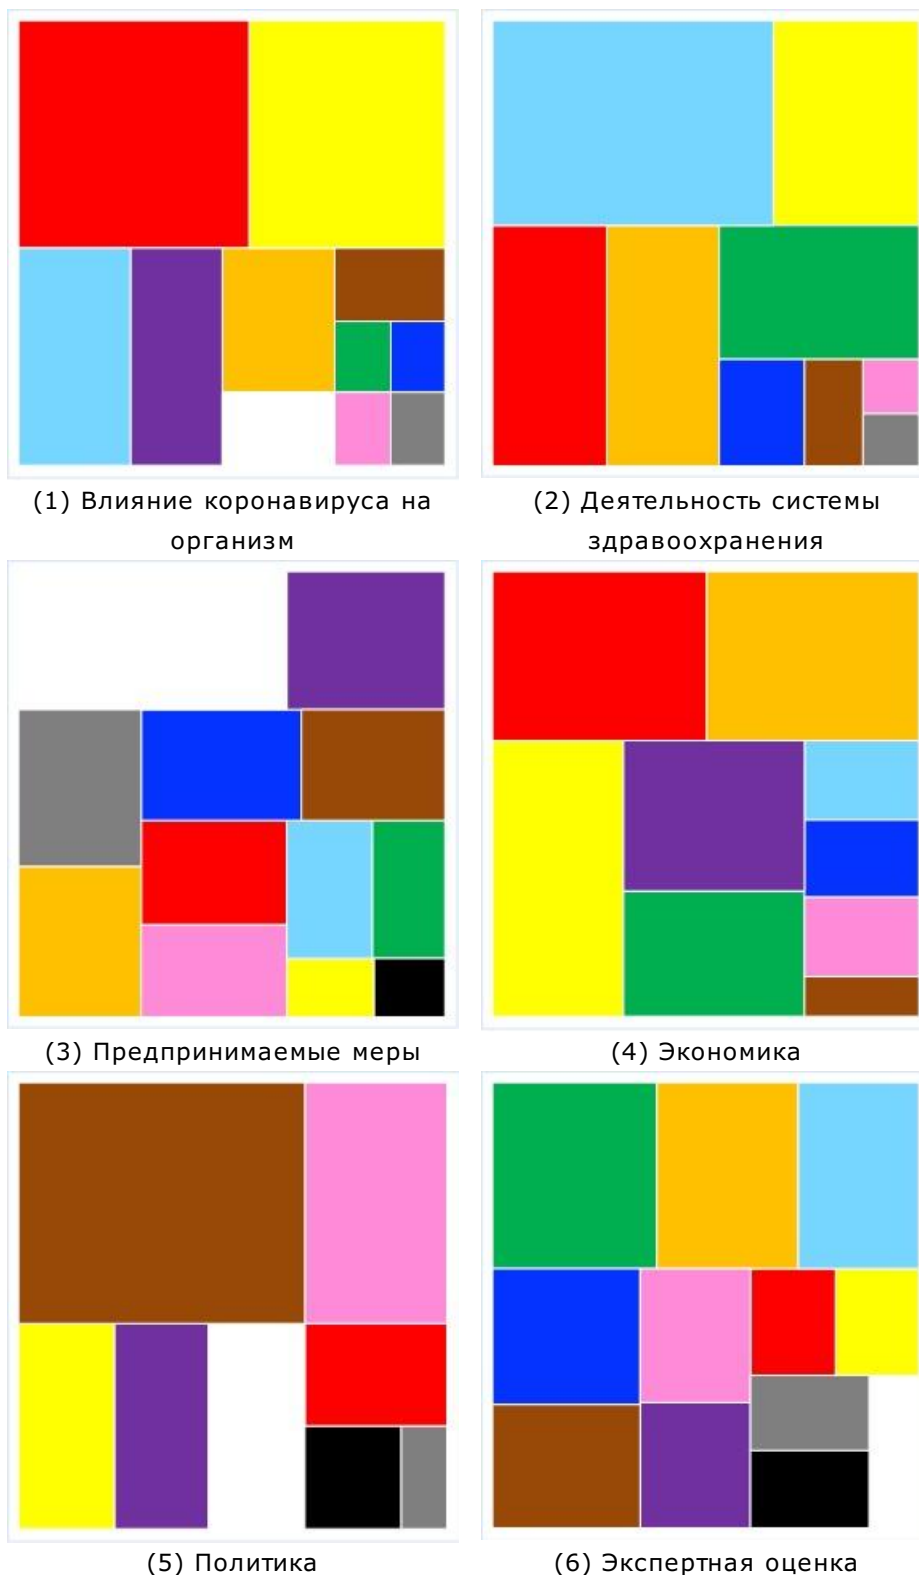 (1) Влияние коронавируса на
организм
(2) Деятельность системы
здравоохранения
(3) Предпринимаемые меры
(4) Экономика
(5) Политика
(6) Экспертная оценка